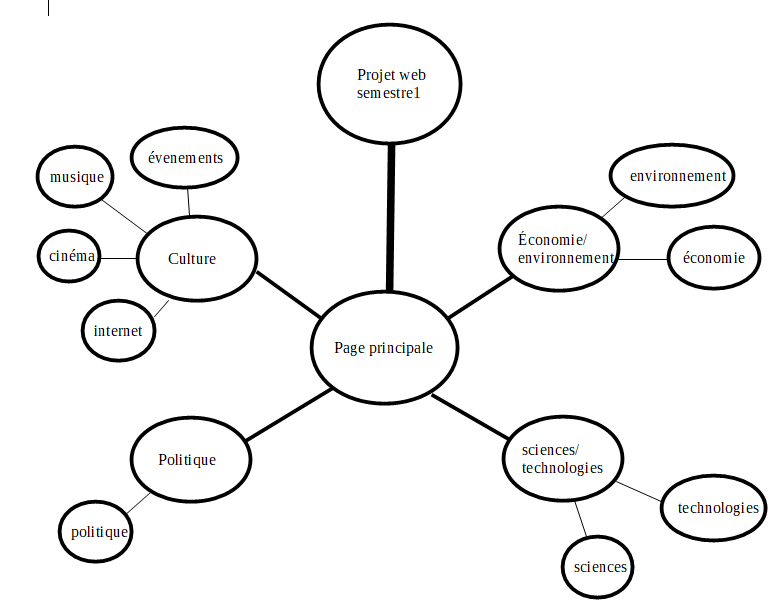 Projet web
semestre1
évenements
musique
environnement
Économie/
environnement
Culture
cinéma
économie
internet
Page principale
Politique
sciences/
technologies
technologies
politique
sciences